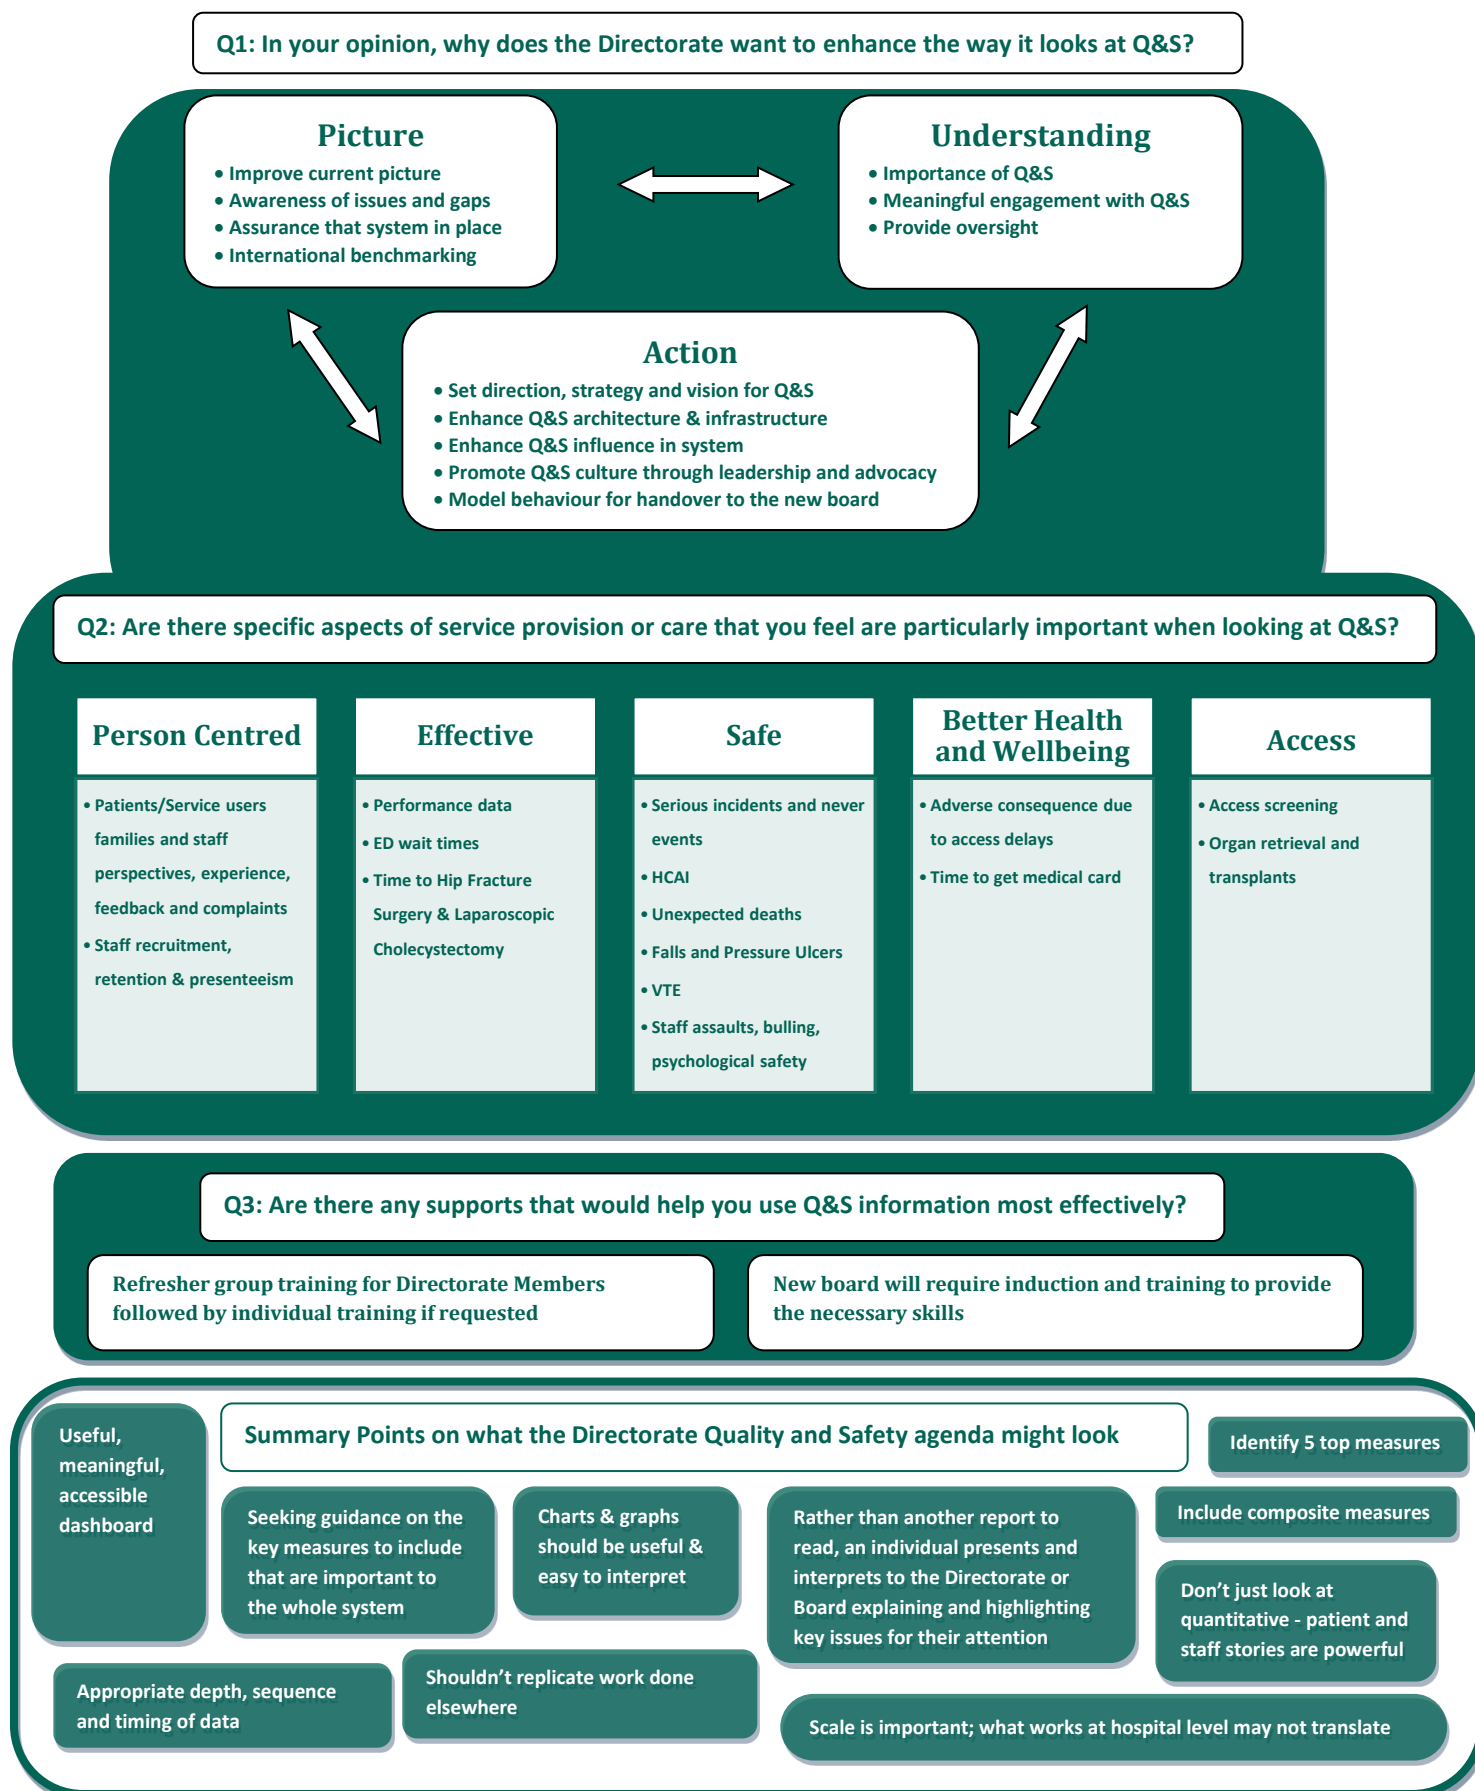 Q1: In your opinion, why does the Directorate want to enhance the way it looks at Q&S?
Picture
• Improve current picture
• Awareness of issues and gaps
• Assurance that system in place
• International benchmarking
Understanding
• Importance of Q&S
• Meaningful engagement with Q&S
• Provide oversight
Action
• Set direction, strategy and vision for Q&S
• Enhance Q&S architecture & infrastructure
• Enhance Q&S influence in system
• Promote Q&S culture through leadership and advocacy
• Model behaviour for handover to the new board
Q2: Are there specific aspects of service provision or care that you feel are particularly important when looking at Q&S?
Person Centred
• Patients/Service users
families and staff
perspectives, experience,
feedback and complaints
• Staff recruitment,
retention & presenteeism
Effective
• Performance data
• ED wait times
• Time to Hip Fracture
Surgery & Laparoscopic
Cholecystectomy
Safe
• Serious incidents and never
events
• HCAI
• Unexpected deaths
• Falls and Pressure Ulcers
• VTE
• Staff assaults, bulling,
psychological safety
Better Health
and Wellbeing
• Adverse consequence due
to access delays
• Time to get medical card
Access
• Access screening
• Organ retrieval and
transplants
Q3: Are there any supports that would help you use Q&S information most effectively?
Refresher group training for Directorate Members
followed by individual training if requested
New board will require induction and training to provide
the necessary skills
Useful,
meaningful,
accessible
dashboard
Summary Points on what the Directorate Quality and Safety agenda might look
Identify 5 top measures
Seeking guidance on the
key measures to include
that are important to
the whole system
Charts & graphs
should be useful &
easy to interpret
Rather than another report to
read, an individual presents and
interprets to the Directorate or
Board explaining and highlighting
key issues for their attention
Include composite measures
Don’t just look at
quantitative - patient and
staff stories are powerful
Appropriate depth, sequence
and timing of data
Shouldn’t replicate work done
elsewhere
Scale is important; what works at hospital level may not translate